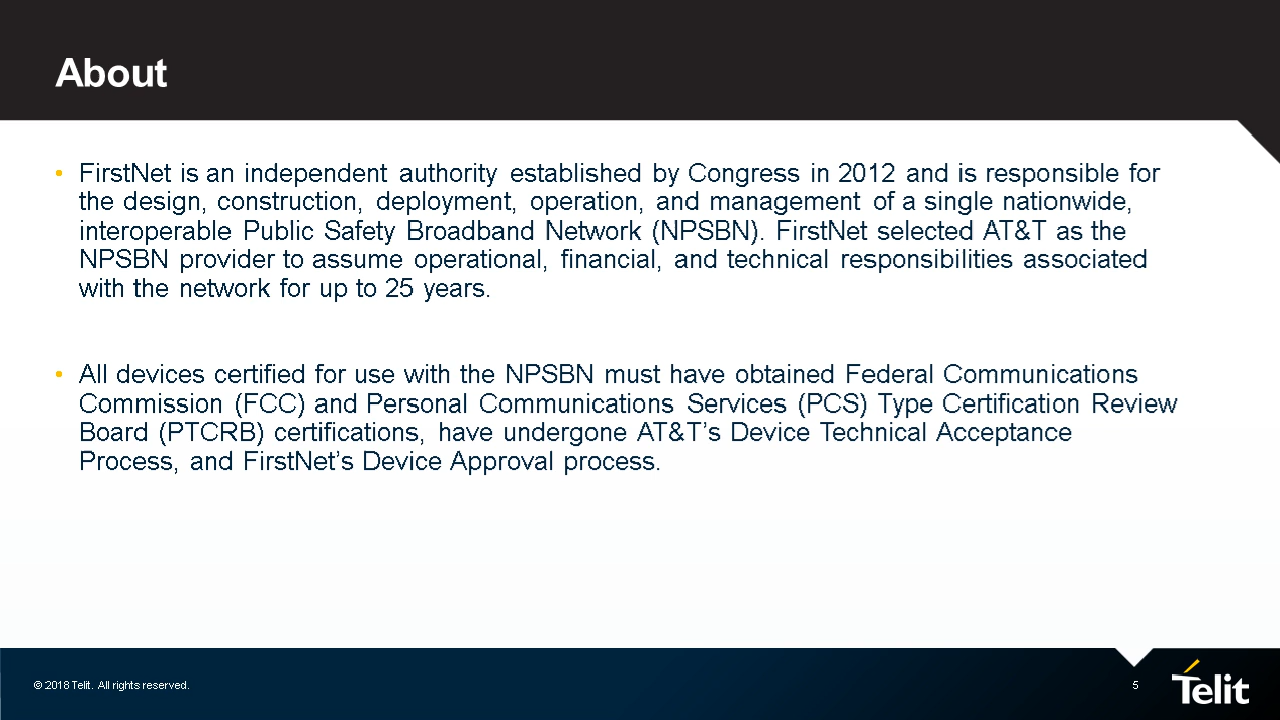 About
• FirstNet is an independent authority established by Congress in 2012 and is responsible for
the design, construction, deployment, operation, and management of a single nationwide,
interoperable Public Safety Broadband Network (NPSBN). FirstNet selected AT&T as the
NPSBN provider to assume operational, financial, and technical responsibilities associated
with the network for up to 25 years.
• All devices certified for use with the NPSBN must have obtained Federal Communications
Commission (FCC) and Personal Communications Services (PCS) Type Certification Review
Board (PTCRB) certifications, have undergone AT&T’s Device Technical Acceptance
Process, and FirstNet’s Device Approval process.
© 2018 Telit. All rights reserved.
5
Telit